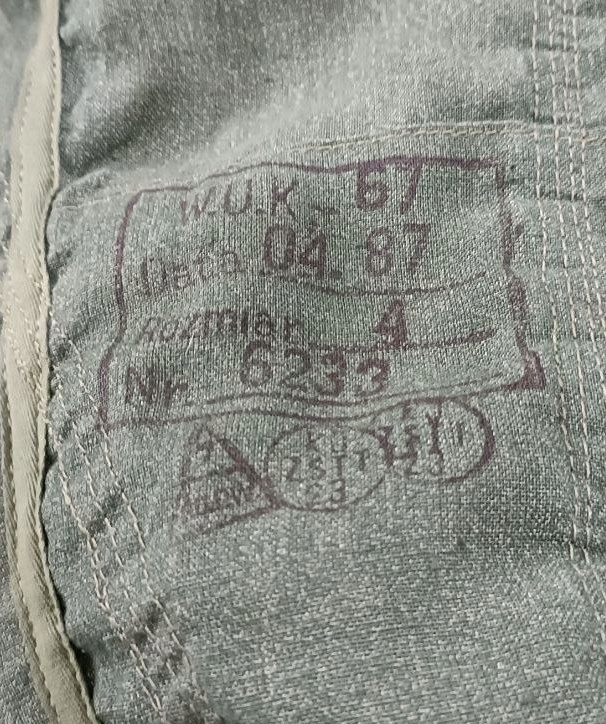 W.U.K. 67
Data 04.87
Rozmiar 4
Nr. 6233